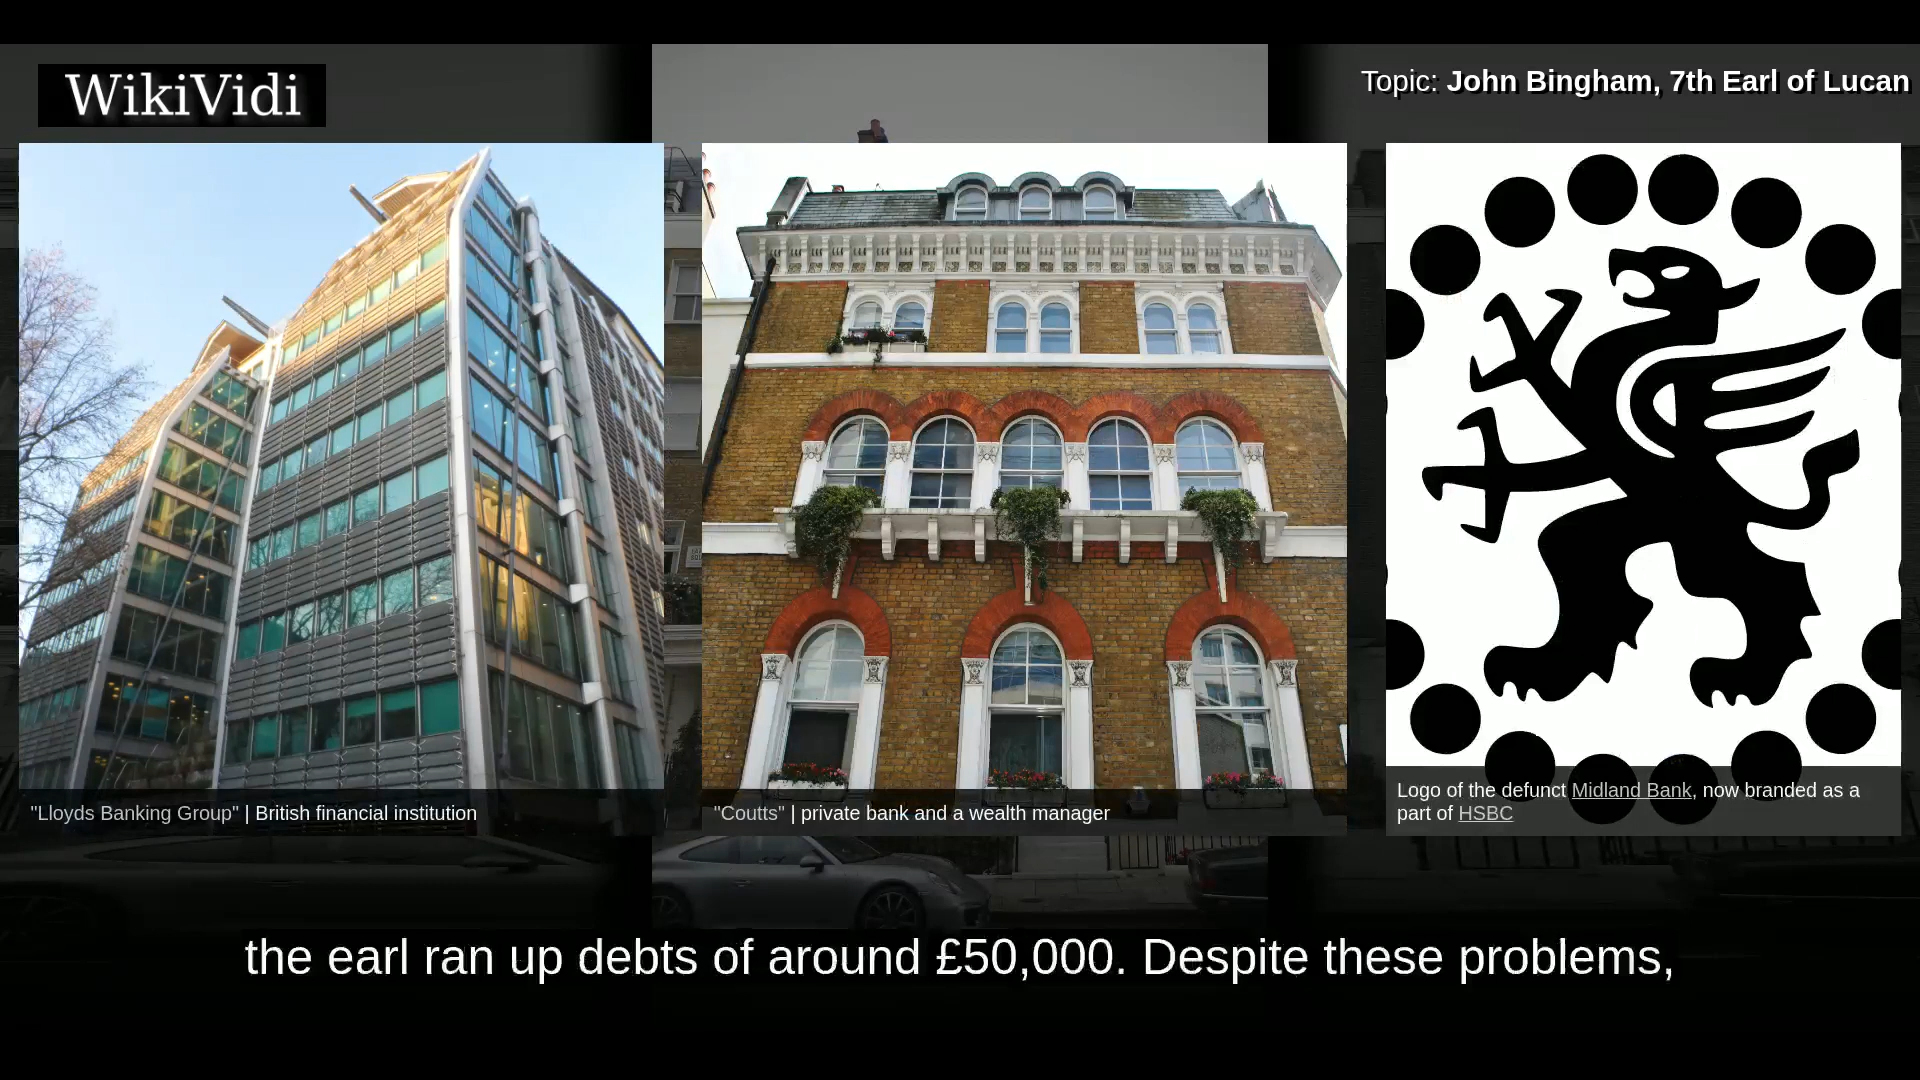 WikiVidi
Topic: John Bingham, 7th Earl of Lucan
"Lloyds Banking Group" | British financial institution
"Coutts" | private bank and a wealth manager
Logo of the defunct Midland Bank, now branded as a
part of HSBC
the earl ran up debts of around £50,000. Despite these problems,